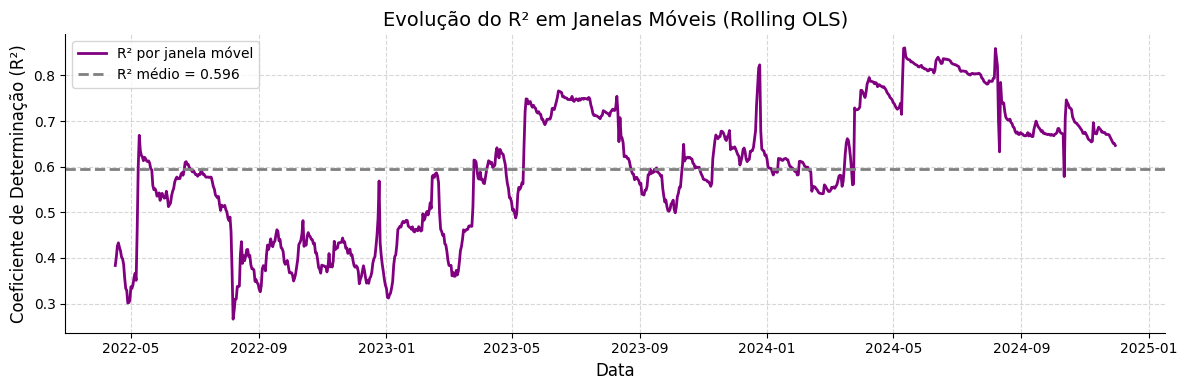 Evolução do R² em Janelas Móveis (Rolling OLS)
R² por janela móvel
R² médio = 0.596
Coeficiente de Determinação (R²)
0.8
0.7
0.6
0.5
0.4
0.3
2022-05 2022-09 2023-01 2023-05 2023-09 2024-01 2024-05 2024-09 2025-01
Data